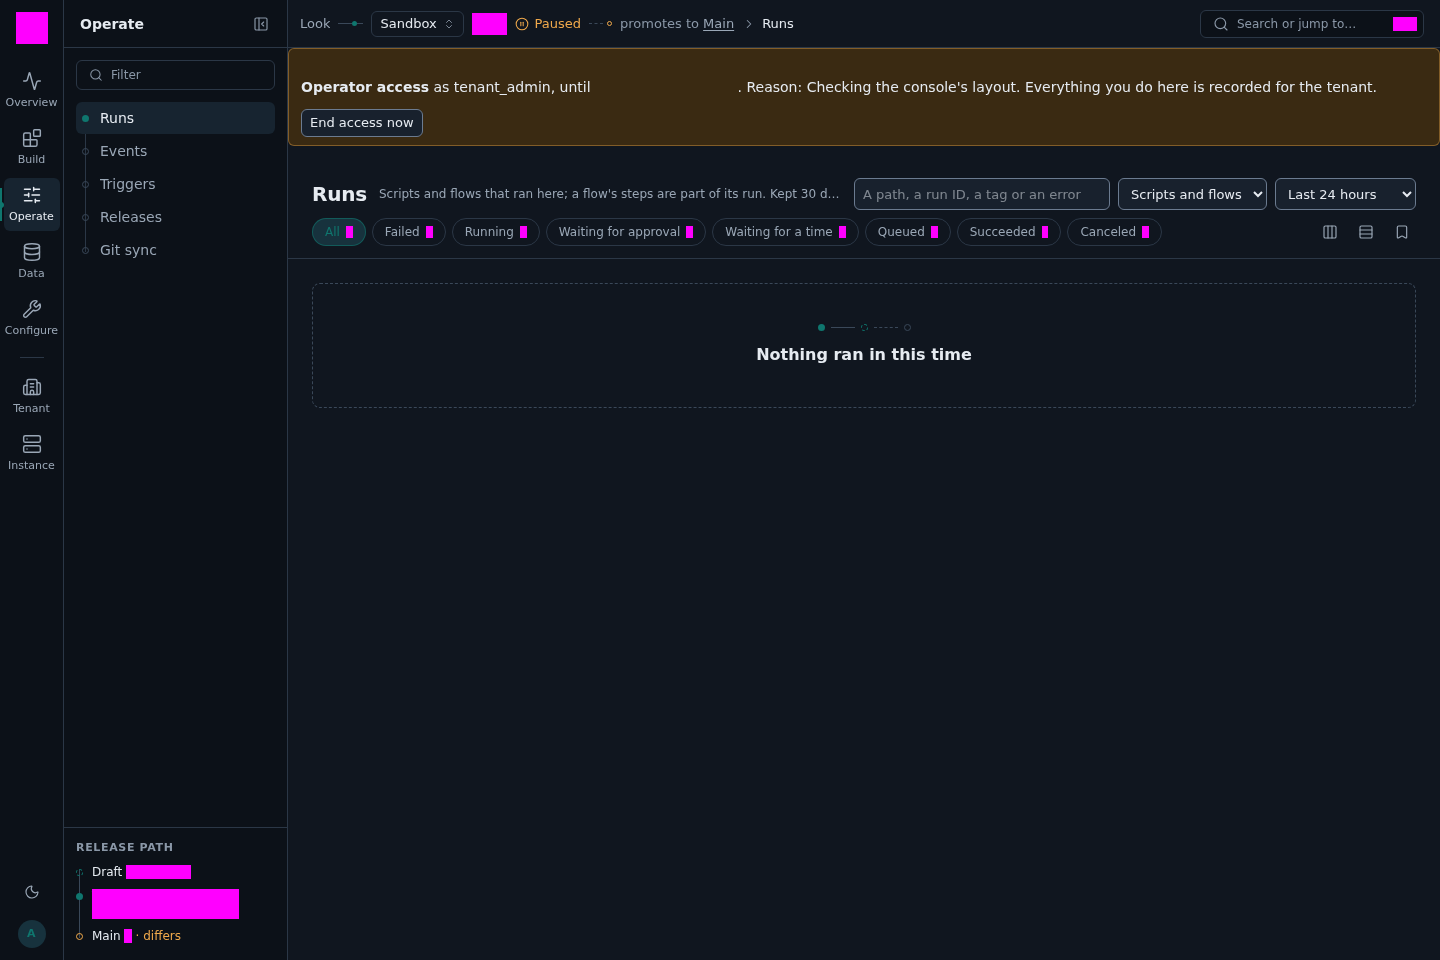 Operate
Look Sandbox Paused promotes to Main Runs
Search or jump to...
Operator access as tenant_admin, until . Reason: Checking the console's layout. Everything you do here is recorded for the tenant.
End access now
Overview
Build
Operate
Data
Configure
Tenant
Instance
A
Filter
Runs
Events
Triggers
Releases
Git sync
RELEASE PATH
Draft
Main · differs
Runs Scripts and flows that ran here; a flow's steps are part of its run. Kept 30 d...
A path, a run ID, a tag or an error
Scripts and flows
Last 24 hours
All Failed Running Waiting for approval Waiting for a time Queued Succeeded Canceled
Nothing ran in this time